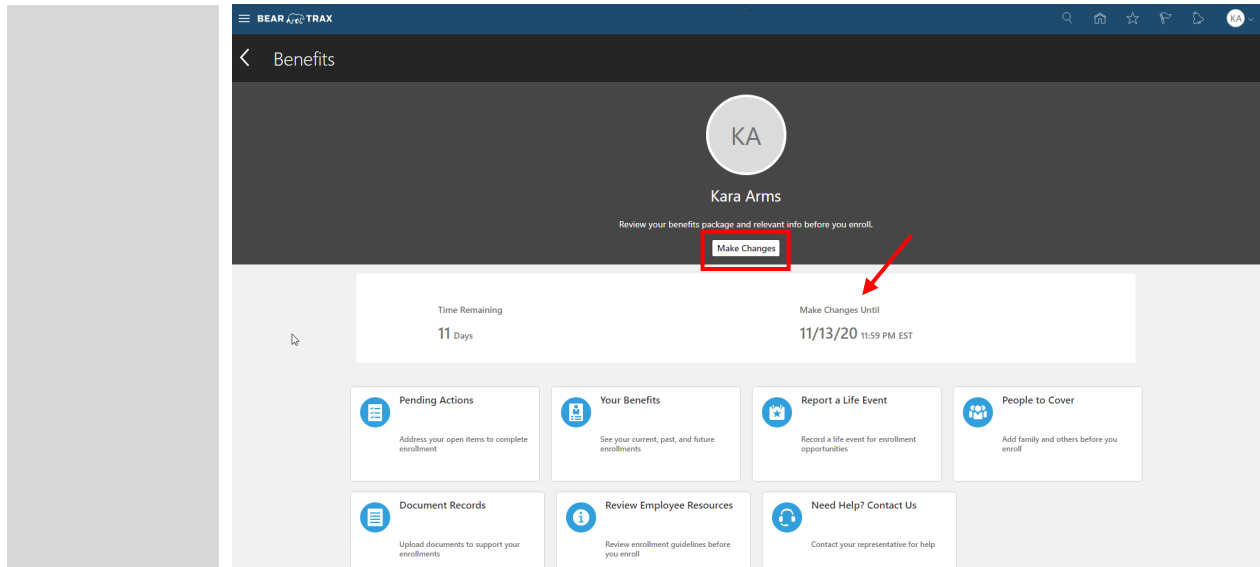 BEAR TRAX
KA
Benefits
KA
Kara Arms
Review your benefits package and relevant info before you enroll.
Make Changes
Time Remaining
11 Days
Make Changes Until
11/13/20 11:59 PM EST
Pending Actions
Address your open items to complete
enrollment
Your Benefits
See your current, past, and future
enrollments
Report a Life Event
Record a life event for enrollment
opportunities
People to Cover
Add family and others before you
enroll
Document Records
Upload documents to support your
enrollments
Review Employee Resources
Review enrollment guidelines before
you enroll
Need Help? Contact Us
Contact your representative for help